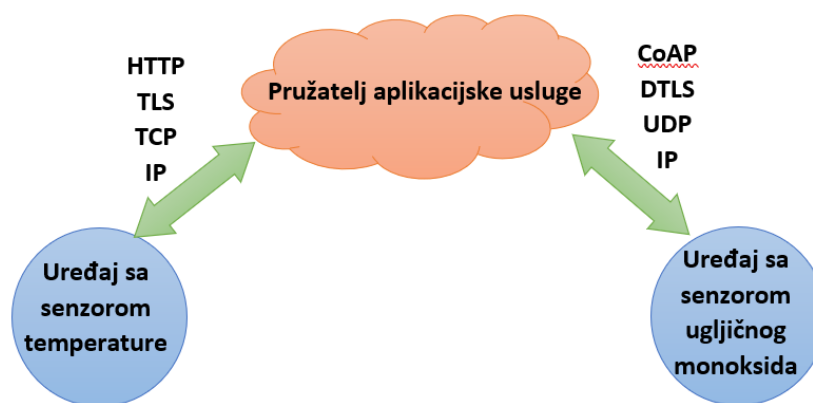 HTTP
TLS
TCP
IP
Pružatelj aplikacijske usluge
CoAP
DTLS
UDP
IP
Uređaj sa
senzorom
temperature
Uređaj sa
senzorom
ugljičnog
monoksida